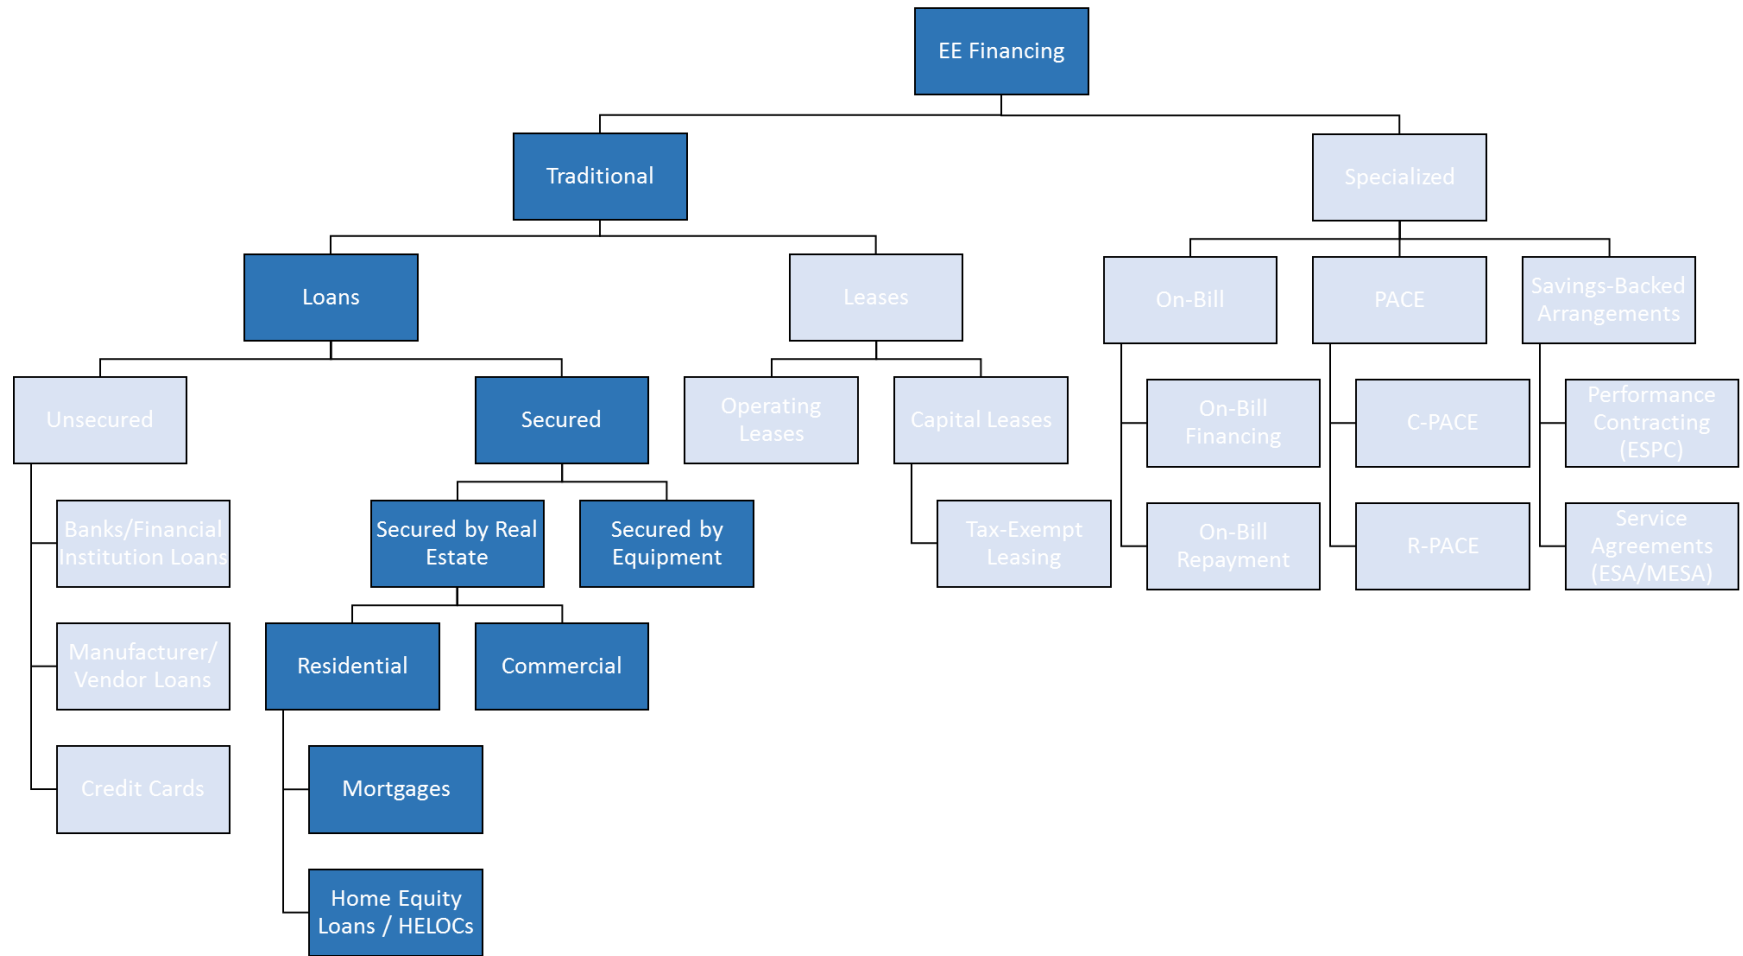 EE Financing
Traditional
Specialized
Loans
Leases
On-Bill
PACE
Savings-Backed
Arrangements
Unsecured
Secured
Operating
Leases
Capital Leases
On-Bill
Financing
C-PACE
Performance
Contracting
(ESPC)
Banks/Financial
Institution Loans
Secured by Real
Estate
Secured by
Equipment
Tax-Exempt
Leasing
On-Bill
Repayment
R-PACE
Service
Agreements
(ESA/MESA)
Manufacturer/
Vendor Loans
Residential
Commercial
Credit Cards
Mortgages
Home Equity
Loans / HELOCs